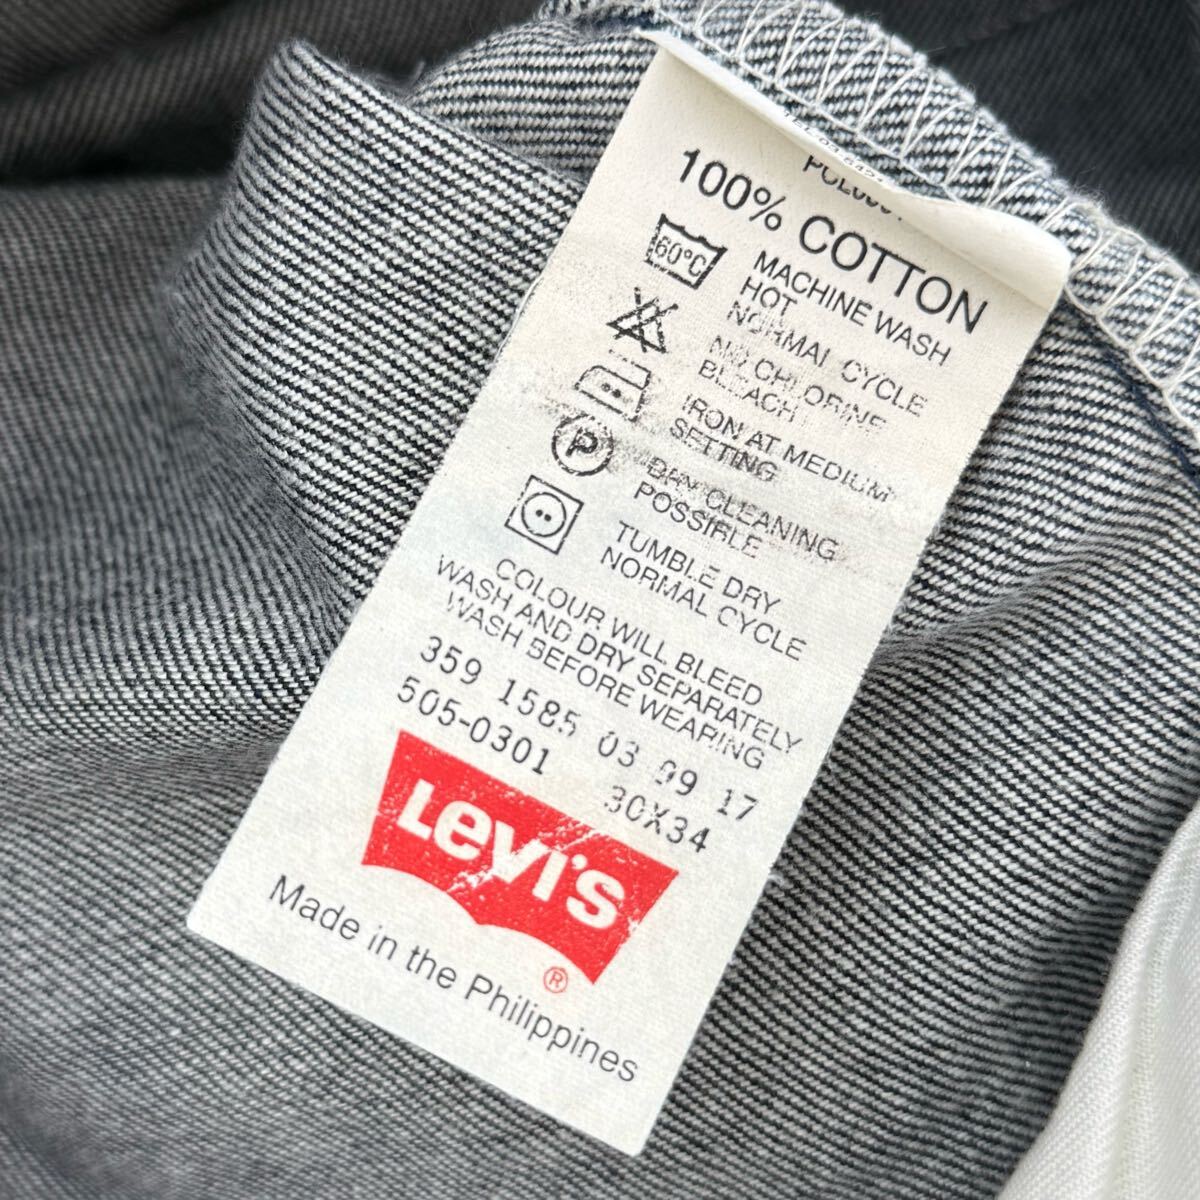 100% COTTON
60°C
MACHINE WASH
HOT
NORMAL CYCLE
NO CHLORINE
BLEACH
IRON AT MEDIUM
SETTING
P
DRY CLEANING
POSSIBLE
TUMBLE DRY
NORMAL CYCLE
COLOUR WILL BLEED
WASH AND DRY SEPARATELY
WASH BEFORE WEARING
359 1585 03 09 17
505-0301 30X34
Levi's
®
Made in the Philippines